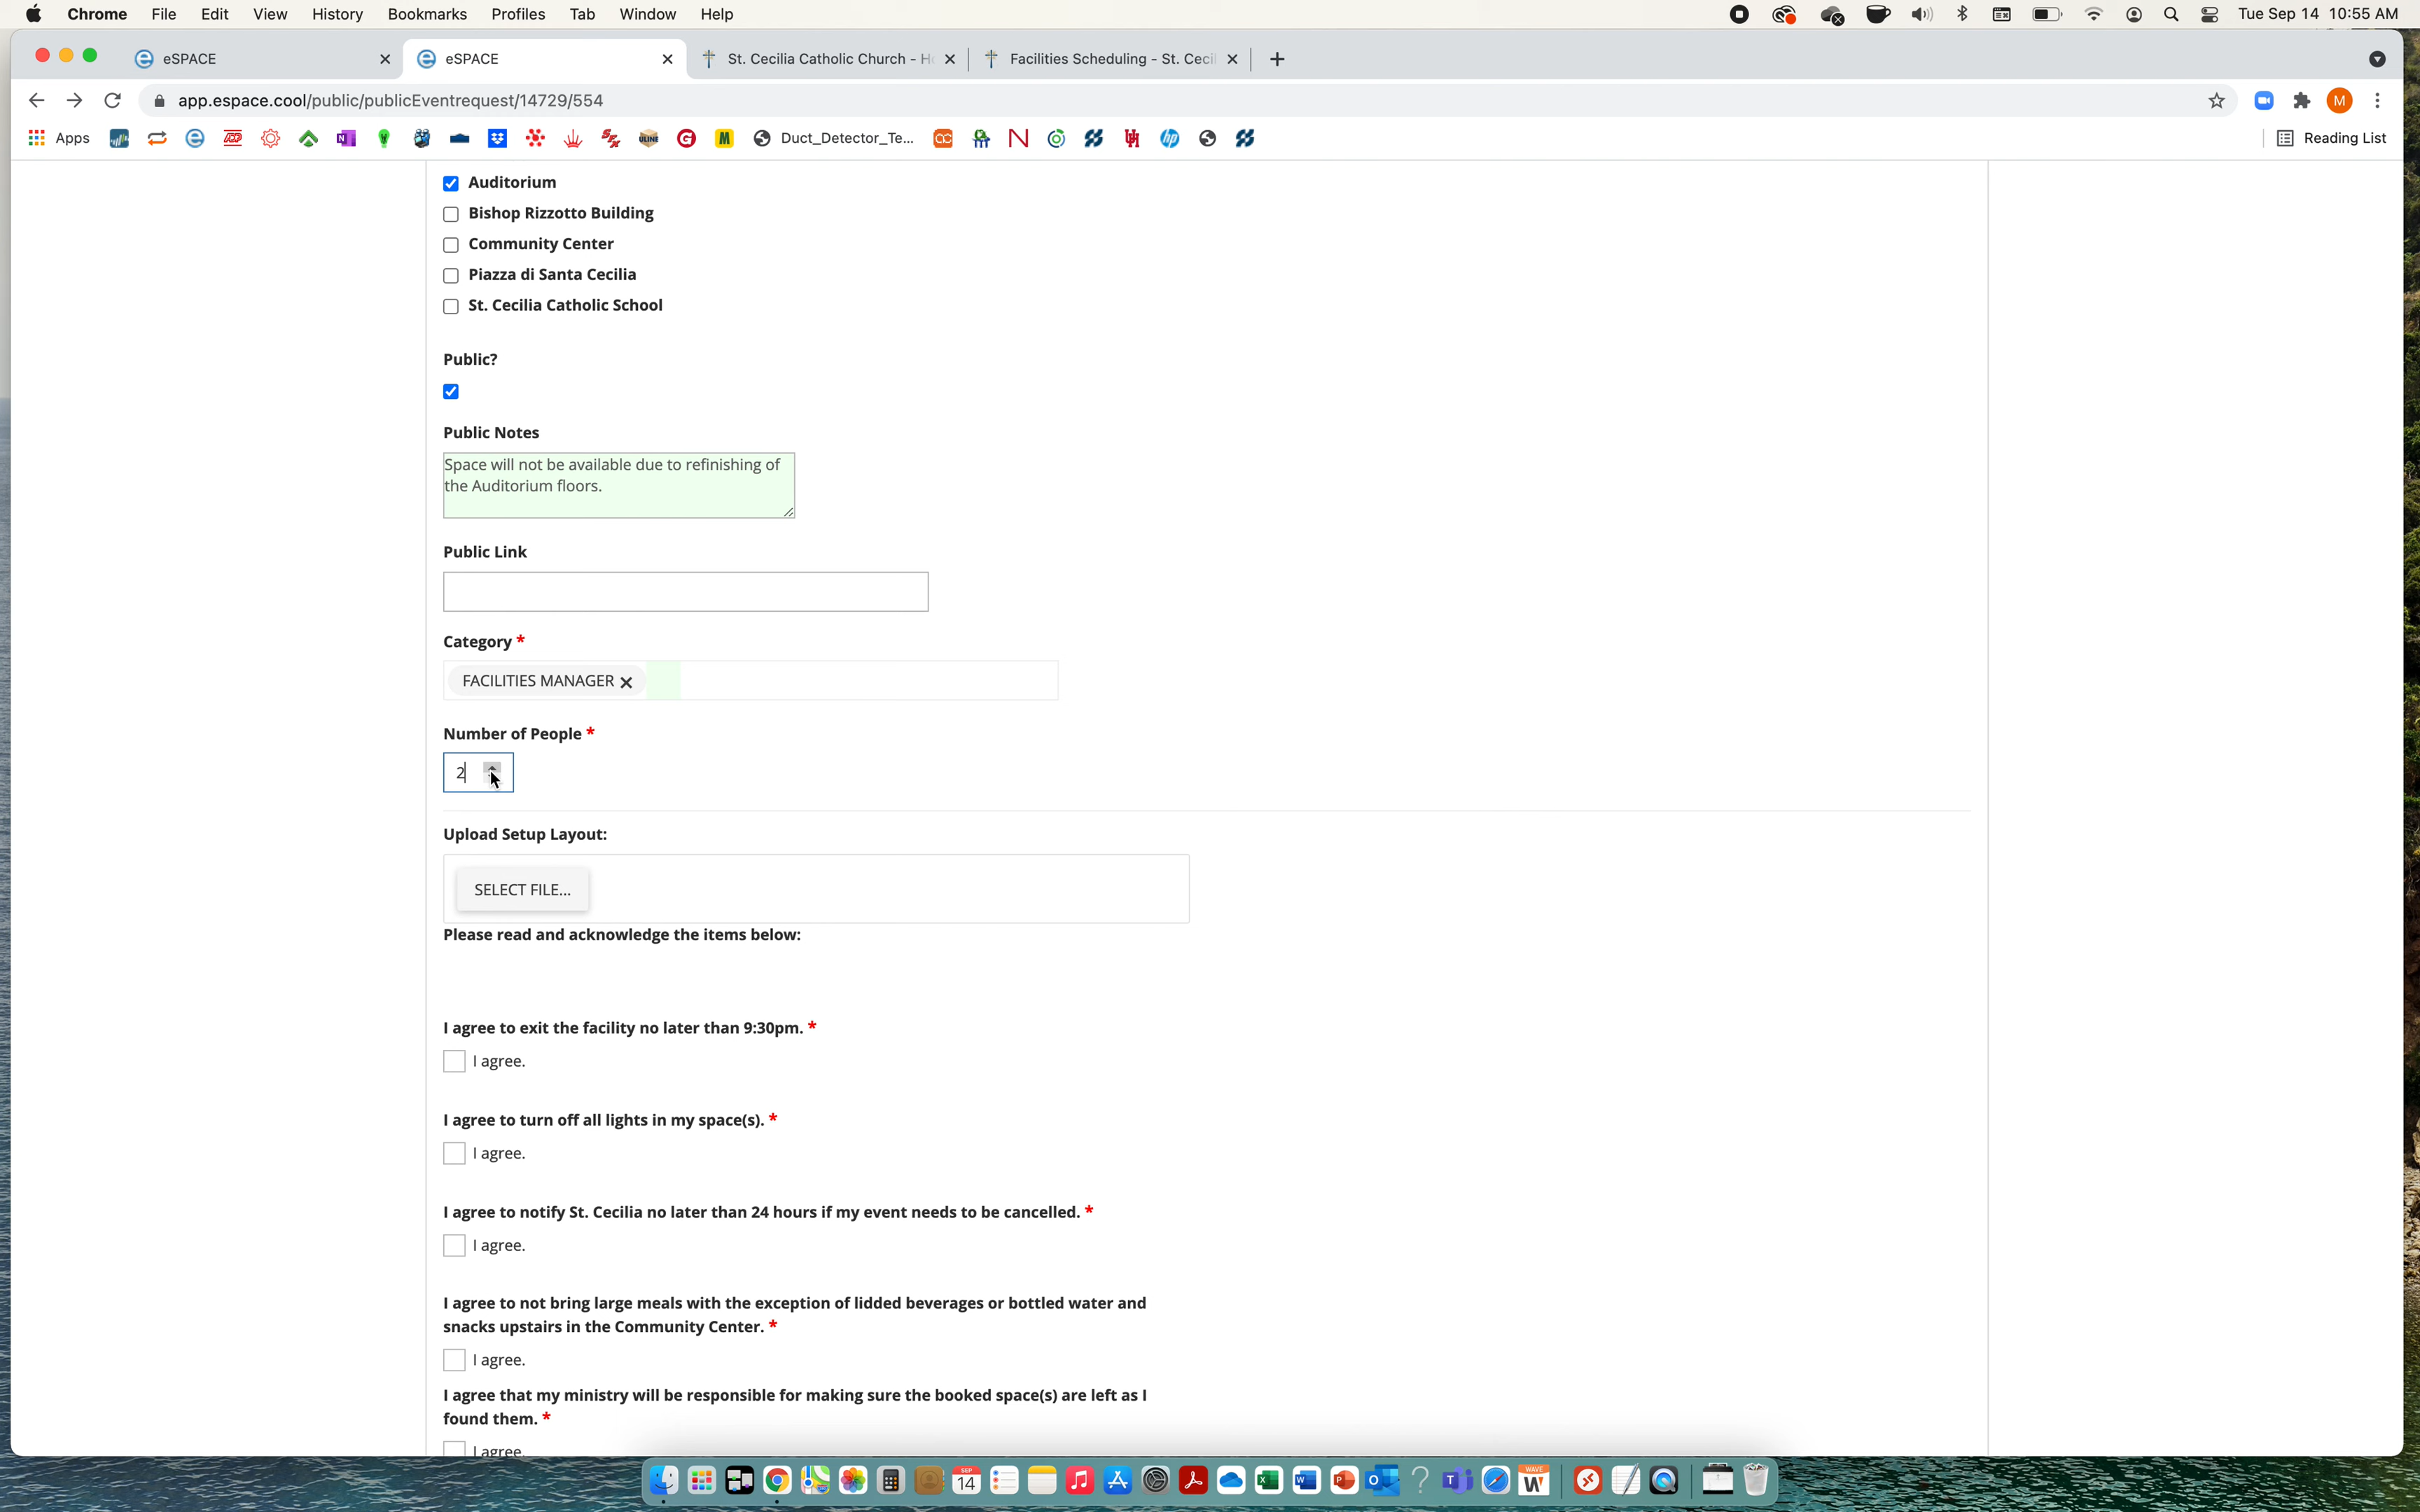 Chrome File Edit View History Bookmarks Profiles Tab Window Help Tue Sep 14 10:55 AM
eSPACE eSPACE St. Cecilia Catholic Church - H Facilities Scheduling - St. Ceci
app.espace.cool/public/publicEventrequest/14729/554 M
Apps ADP N ULINE G M Duct_Detector_Te... N hp Reading List
Auditorium
Bishop Rizzotto Building
Community Center
Piazza di Santa Cecilia
St. Cecilia Catholic School
Public?
Public Notes
Space will not be available due to refinishing of
the Auditorium floors.
Public Link
Category *
FACILITIES MANAGER
Number of People *
2
Upload Setup Layout:
SELECT FILE...
Please read and acknowledge the items below:
I agree to exit the facility no later than 9:30pm. *
I agree.
I agree to turn off all lights in my space(s). *
I agree.
I agree to notify St. Cecilia no later than 24 hours if my event needs to be cancelled. *
I agree.
I agree to not bring large meals with the exception of lidded beverages or bottled water and
snacks upstairs in the Community Center. *
I agree.
I agree that my ministry will be responsible for making sure the booked space(s) are left as I
found them. *
I agree.
SEP
14
WAVE
W